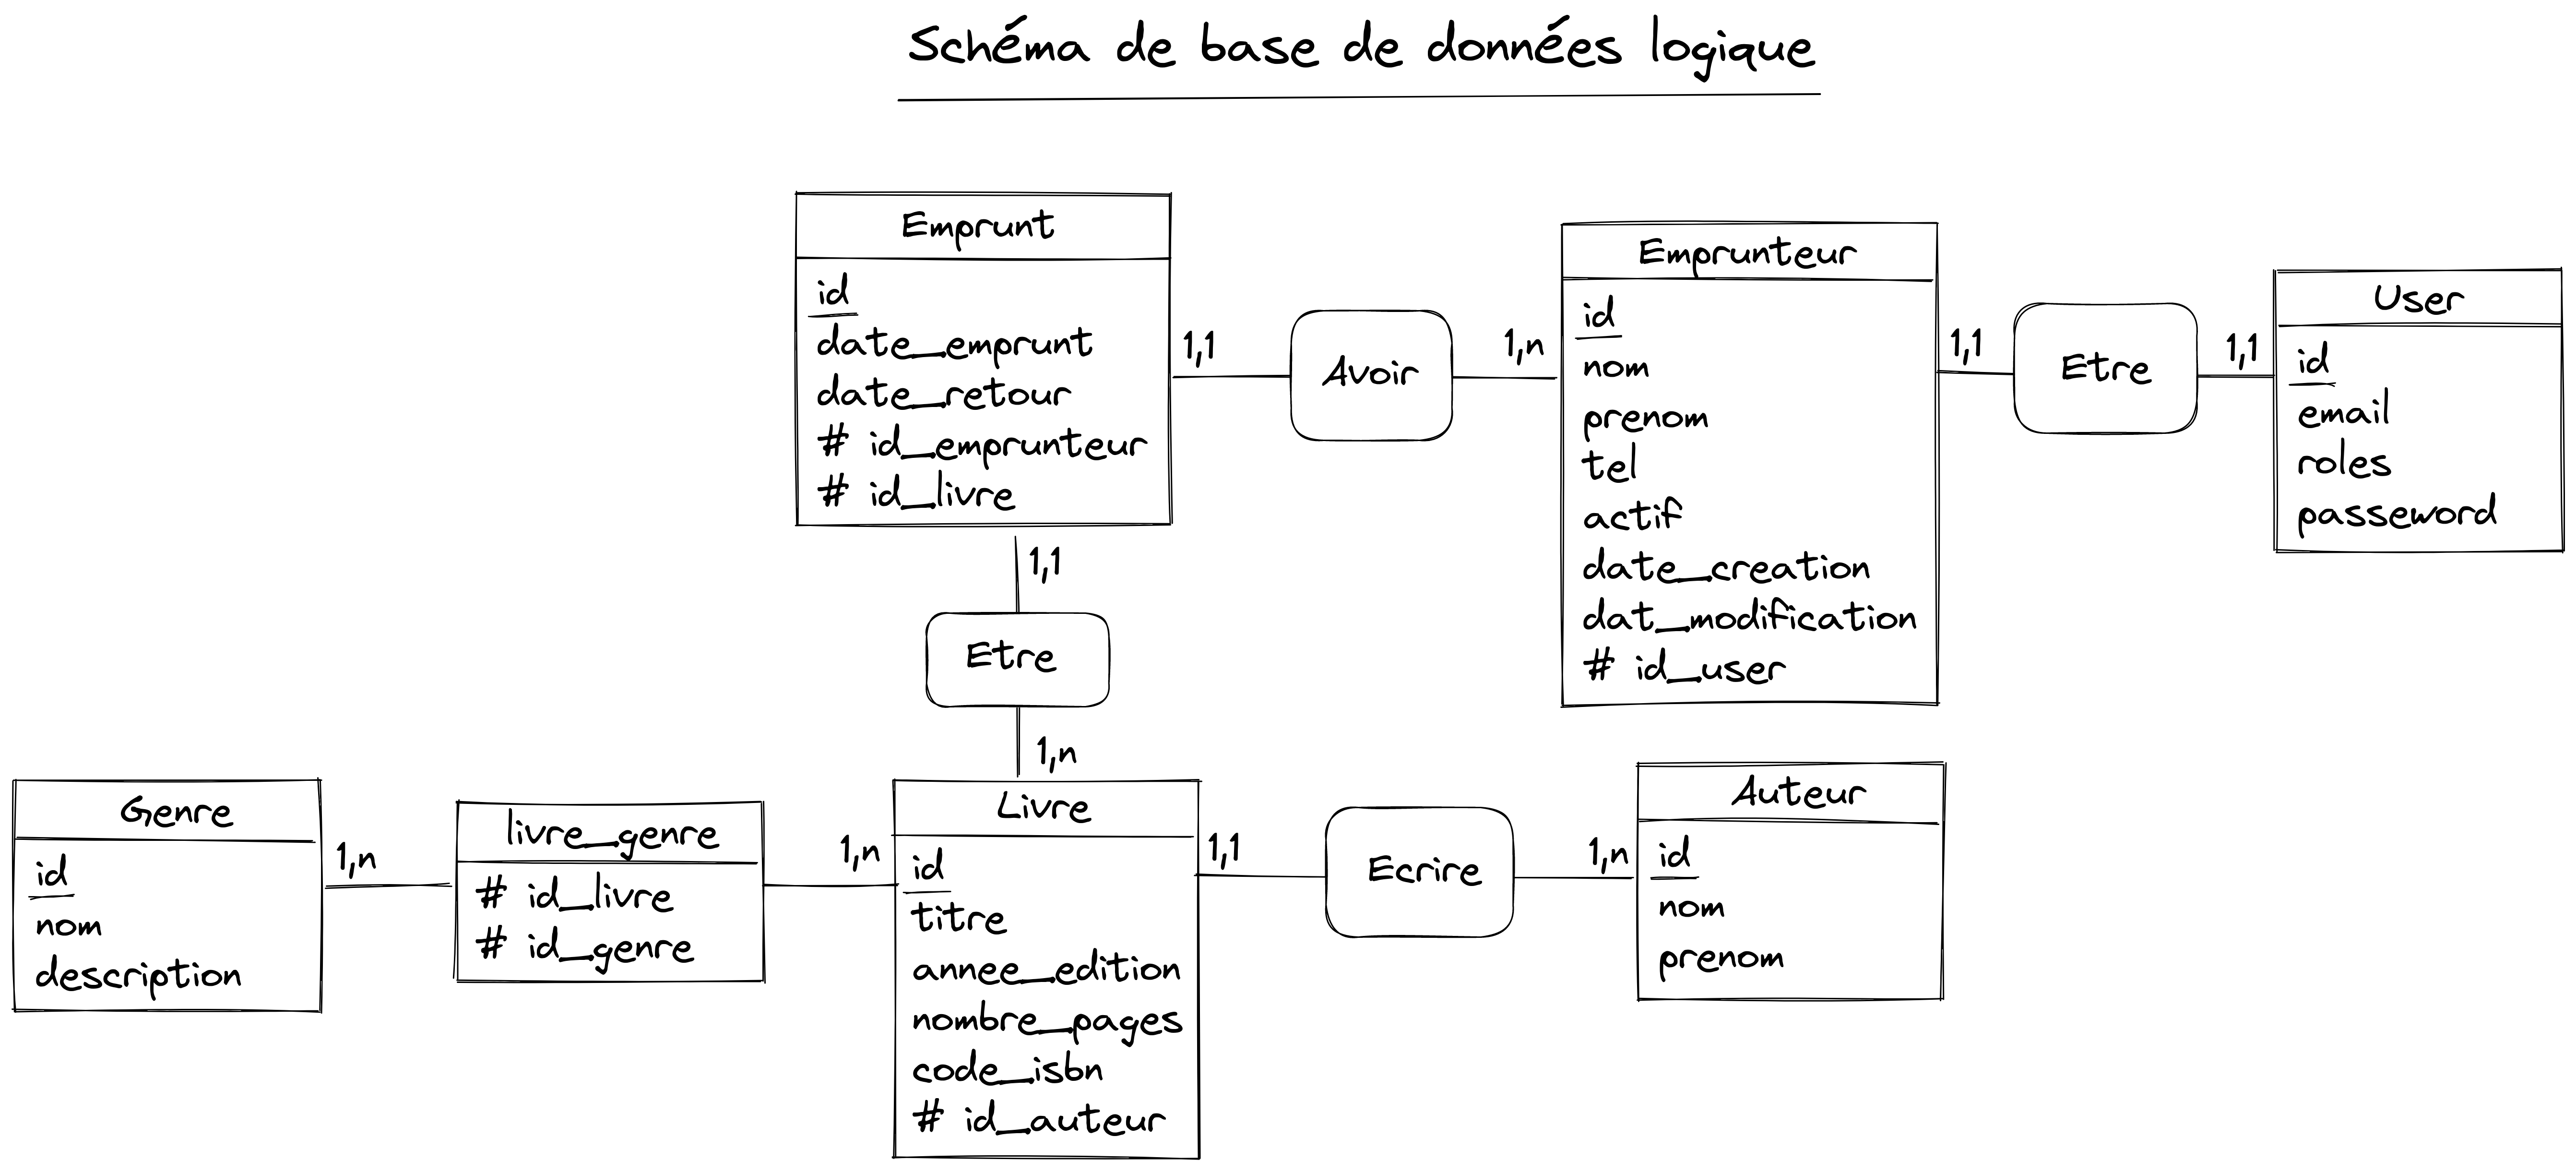 Schéma de base de données logique
Emprunt
id
date_emprunt
date_retour
# id_emprunteur
# id_livre
1,1
Avoir
1,n
Emprunteur
id
nom
prenom
tel
actif
date_creation
dat_modification
# id_user
1,1
Etre
1,1
User
id
email
roles
passeword
1,1
Etre
1,n
Genre
id
nom
description
1,n
livre_genre
# id_livre
# id_genre
1,n
Livre
id
titre
annee_edition
nombre_pages
code_isbn
# id_auteur
1,1
Ecrire
1,n
Auteur
id
nom
prenom